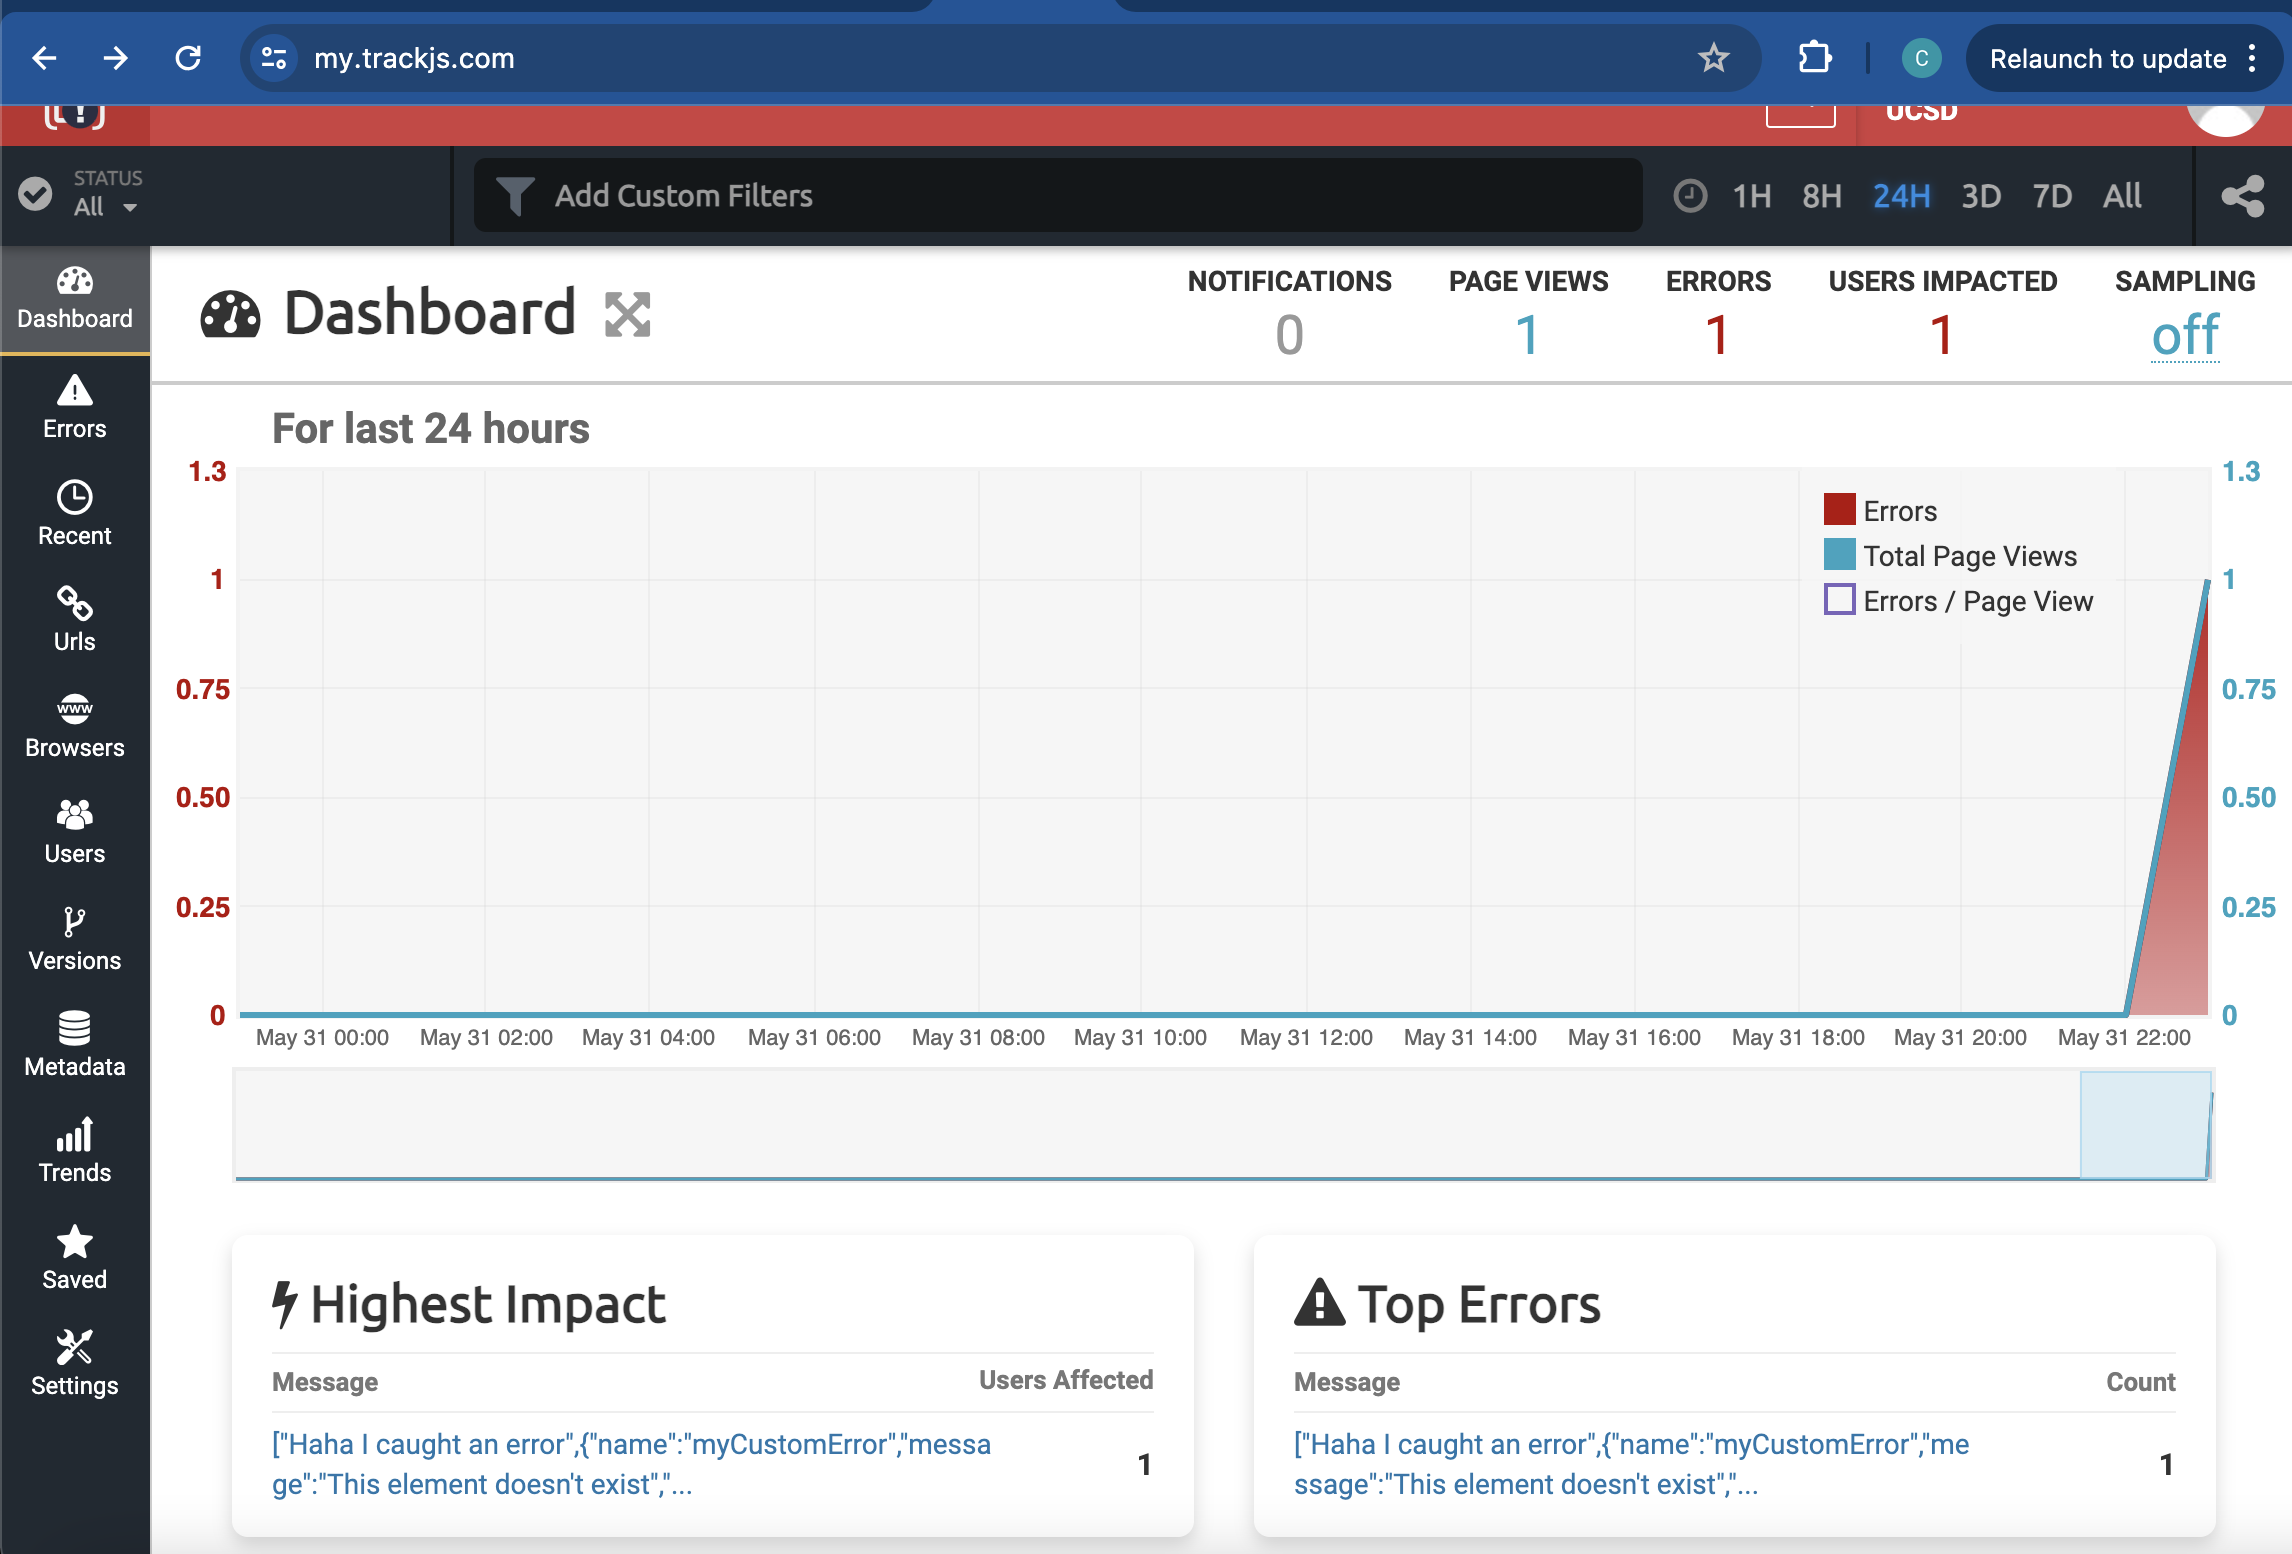 my.trackjs.com
C
Relaunch to update
UCSD
STATUS
All
Add Custom Filters
1H 8H 24H 3D 7D All
Dashboard
Errors
Recent
Urls
www
Browsers
Users
Versions
Metadata
Trends
Saved
Settings
Dashboard
NOTIFICATIONS PAGE VIEWS ERRORS USERS IMPACTED SAMPLING
0 1 1 1 off
For last 24 hours
1.3
1
0.75
0.50
0.25
0
Errors
Total Page Views
Errors / Page View
1.3
1
0.75
0.50
0.25
0
May 31 00:00 May 31 02:00 May 31 04:00 May 31 06:00 May 31 08:00 May 31 10:00 May 31 12:00 May 31 14:00 May 31 16:00 May 31 18:00 May 31 20:00 May 31 22:00
Highest Impact
Message Users Affected
["Haha I caught an error",{"name":"myCustomError","messa
ge":"This element doesn't exist","...
1
Top Errors
Message Count
["Haha I caught an error",{"name":"myCustomError","me
ssage":"This element doesn't exist","...
1